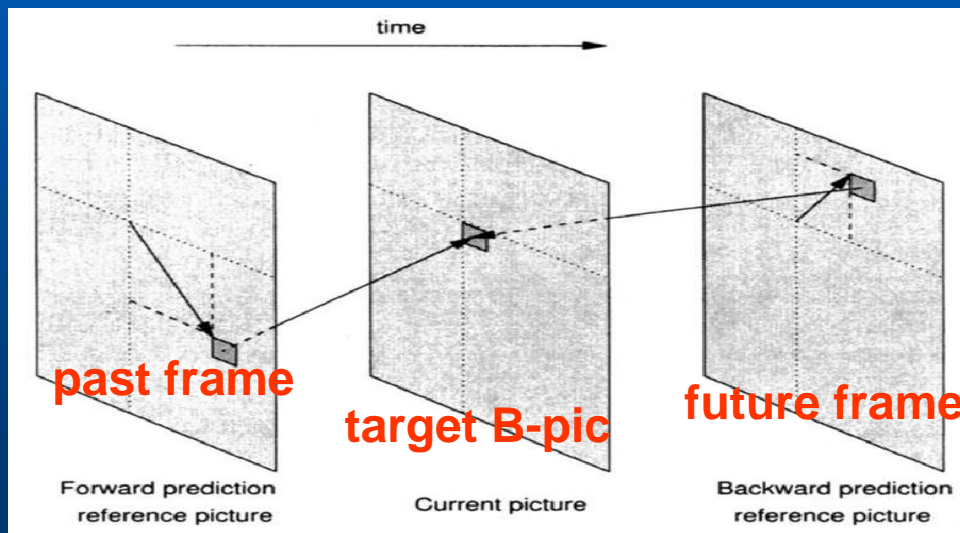 time
past frame
target B-pic
future frame
Forward prediction
reference picture
Current picture
Backward prediction
reference picture